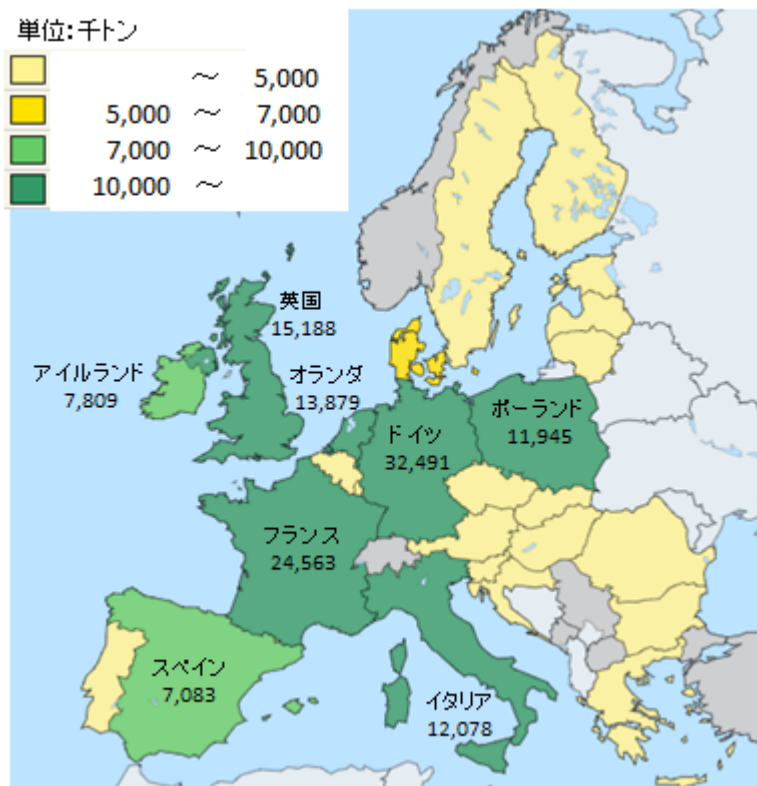 単位:千トン
～ 5,000
5,000 ～ 7,000
7,000 ～ 10,000
10,000 ～
英国
15,188
アイルランド
7,809
オランダ
13,879
ポーランド
11,945
ドイツ
32,491
フランス
24,563
スペイン
7,083
イタリア
12,078